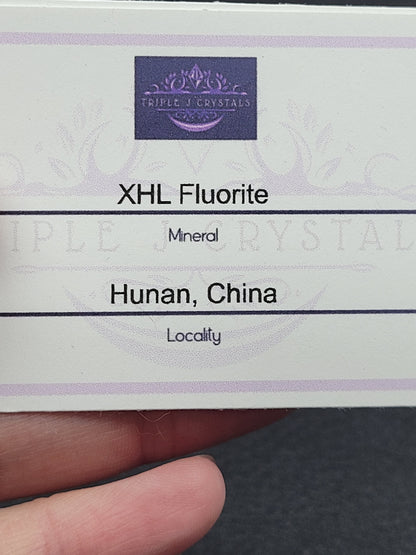 TRIPLE J CRYSTALS
XHL Fluorite
Mineral
TRIPLE J CRYSTALS
Hunan, China
Locality